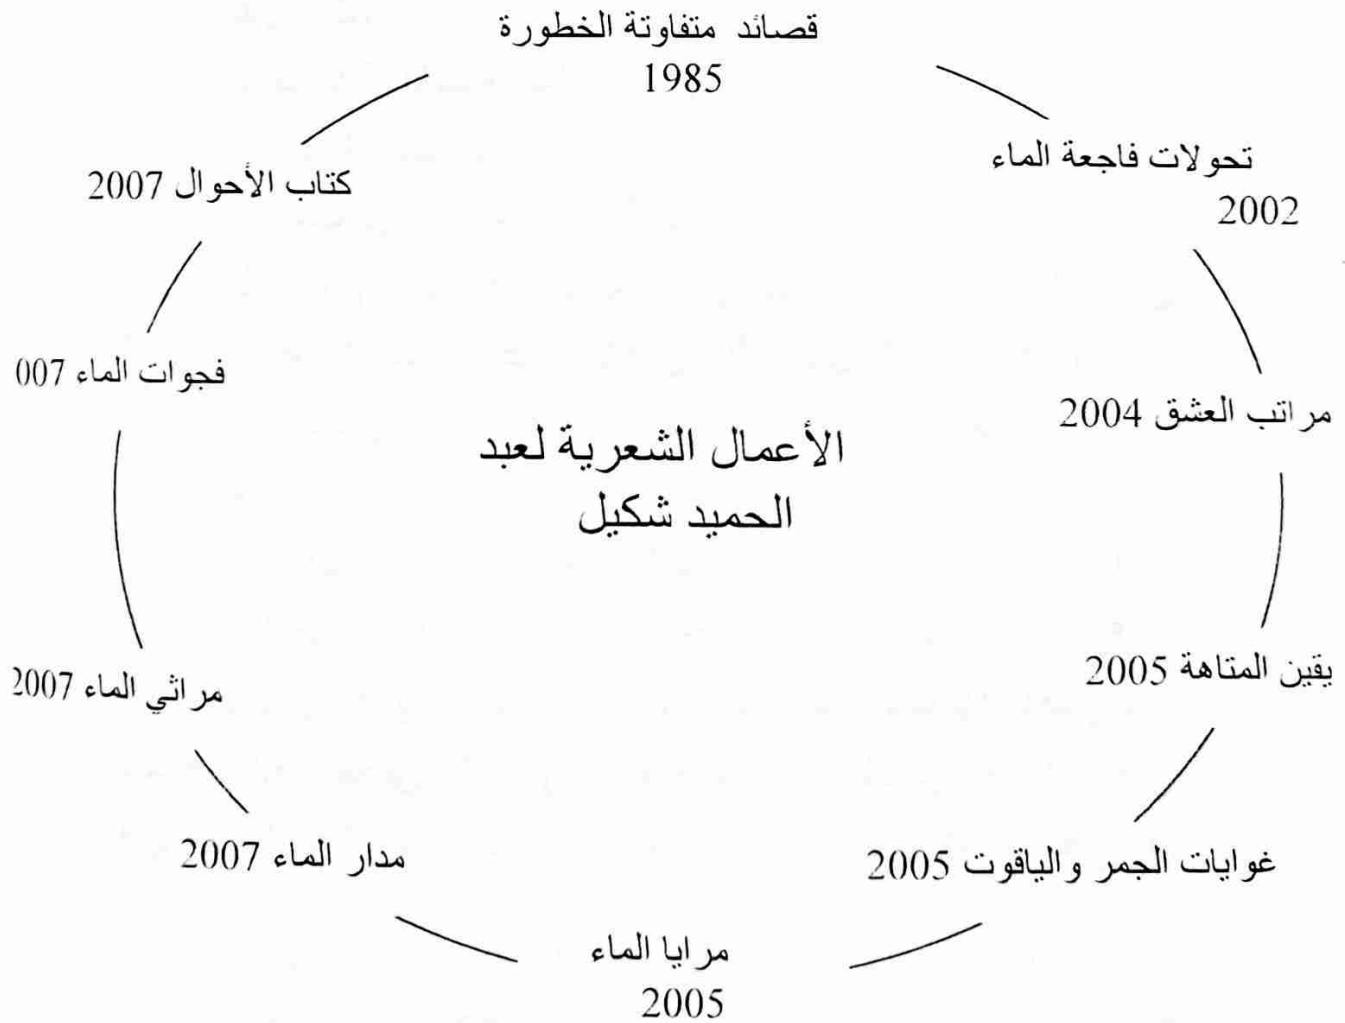 قصائد متفاوتة الخطورة
1985
تحولات فاجعة الماء
2002
مراتب العشق 2004
يقين المتاهة 2005
غوايات الجمر والياقوت 2005
مرايا الماء
2005
مدار الماء 2007
مراثي الماء 2007
فجوات الماء 007
كتاب الأحوال 2007
الأعمال الشعرية لعبد
الحميد شكيل